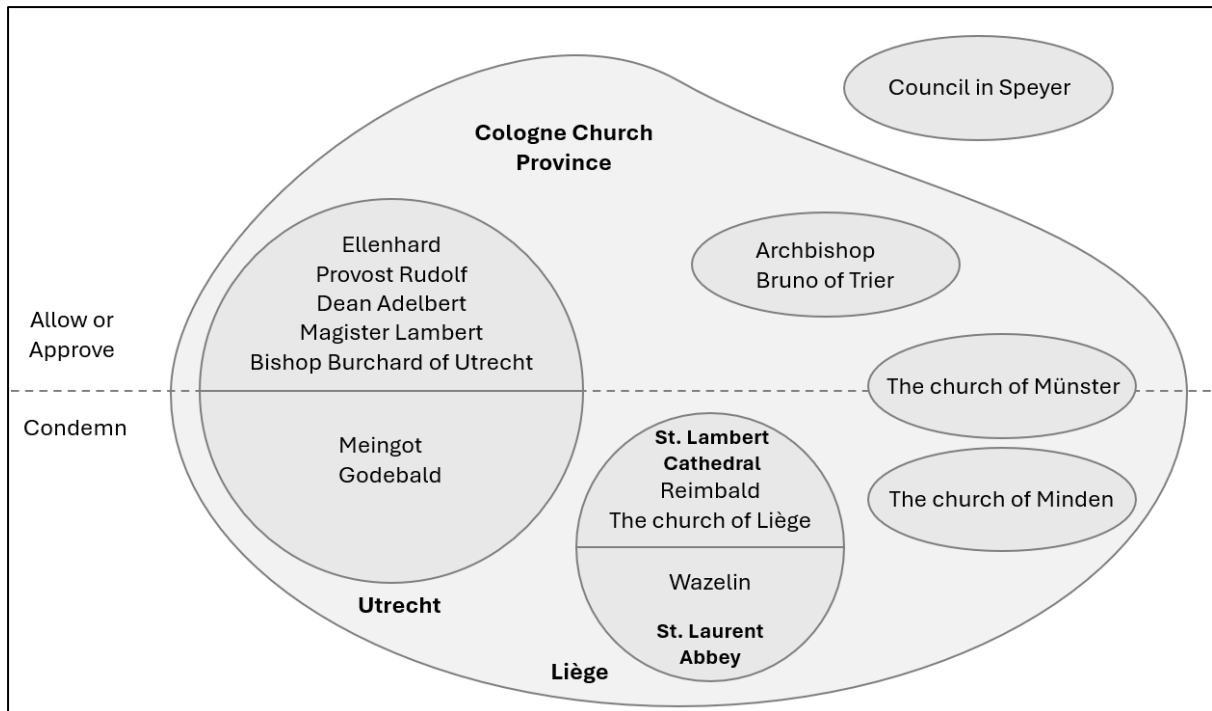 Council in Speyer
Cologne Church
Province
Ellenhard
Provost Rudolf
Dean Adelbert
Magister Lambert
Bishop Burchard of Utrecht
Archbishop
Bruno of Trier
Allow or
Approve
The church of Münster
Condemn
Meingot
Godebald
St. Lambert
Cathedral
Reimbald
The church of Liège
The church of Minden
Wazelin
St. Laurent
Abbey
Utrecht
Liège